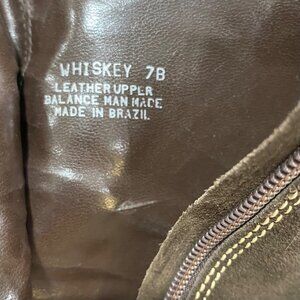 WHISKEY 7B
LEATHER UPPER
BALANCE MAN MADE
MADE IN BRAZIL